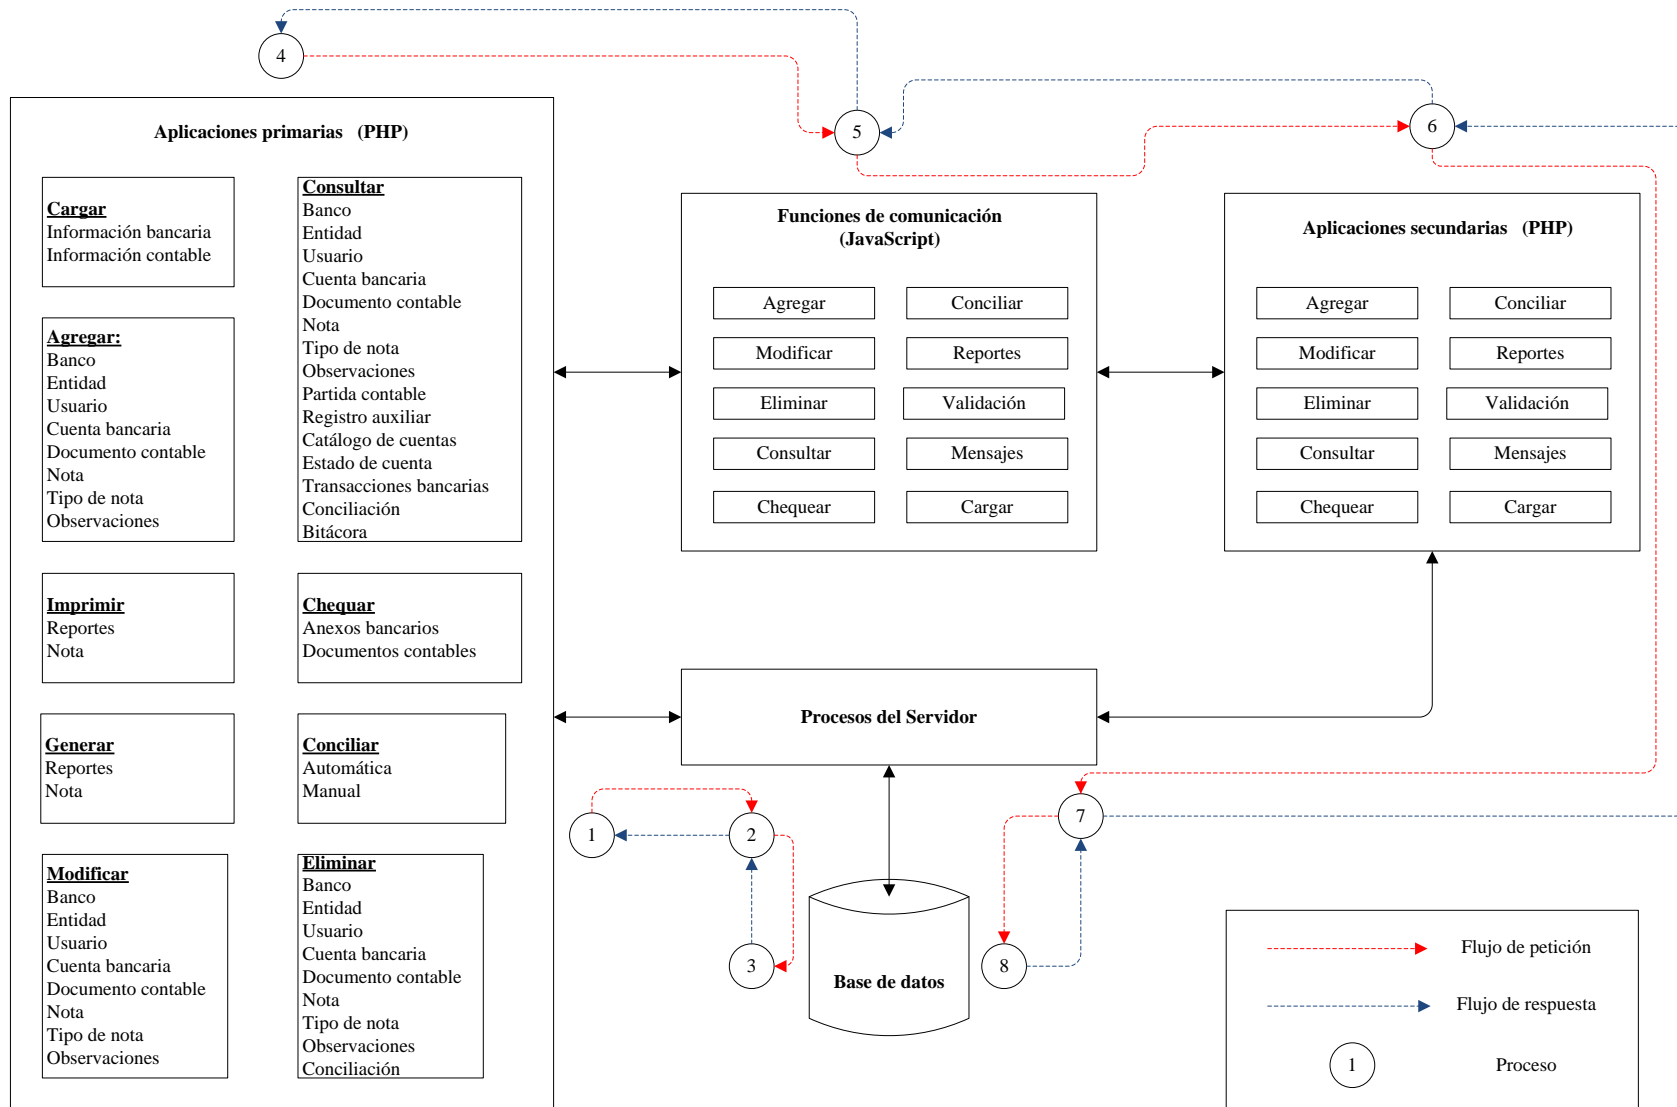 4
5
6
Aplicaciones primarias (PHP)
Cargar
Información bancaria
Información contable
Agregar:
Banco
Entidad
Usuario
Cuenta bancaria
Documento contable
Nota
Tipo de nota
Observaciones
Imprimir
Reportes
Nota
Generar
Reportes
Nota
Modificar
Banco
Entidad
Usuario
Cuenta bancaria
Documento contable
Nota
Tipo de nota
Observaciones
Consultar
Banco
Entidad
Usuario
Cuenta bancaria
Documento contable
Nota
Tipo de nota
Observaciones
Partida contable
Registro auxiliar
Catálogo de cuentas
Estado de cuenta
Transacciones bancarias
Conciliación
Bitácora
Chequar
Anexos bancarios
Documentos contables
Conciliar
Automática
Manual
Eliminar
Banco
Entidad
Usuario
Cuenta bancaria
Documento contable
Nota
Tipo de nota
Observaciones
Conciliación
Funciones de comunicación
(JavaScript)
Agregar
Conciliar
Modificar
Reportes
Eliminar
Validación
Consultar
Mensajes
Chequear
Cargar
Aplicaciones secundarias (PHP)
Agregar
Conciliar
Modificar
Reportes
Eliminar
Validación
Consultar
Mensajes
Chequear
Cargar
Procesos del Servidor
1
2
3
7
8
Base de datos
Flujo de petición
Flujo de respuesta
1
Proceso